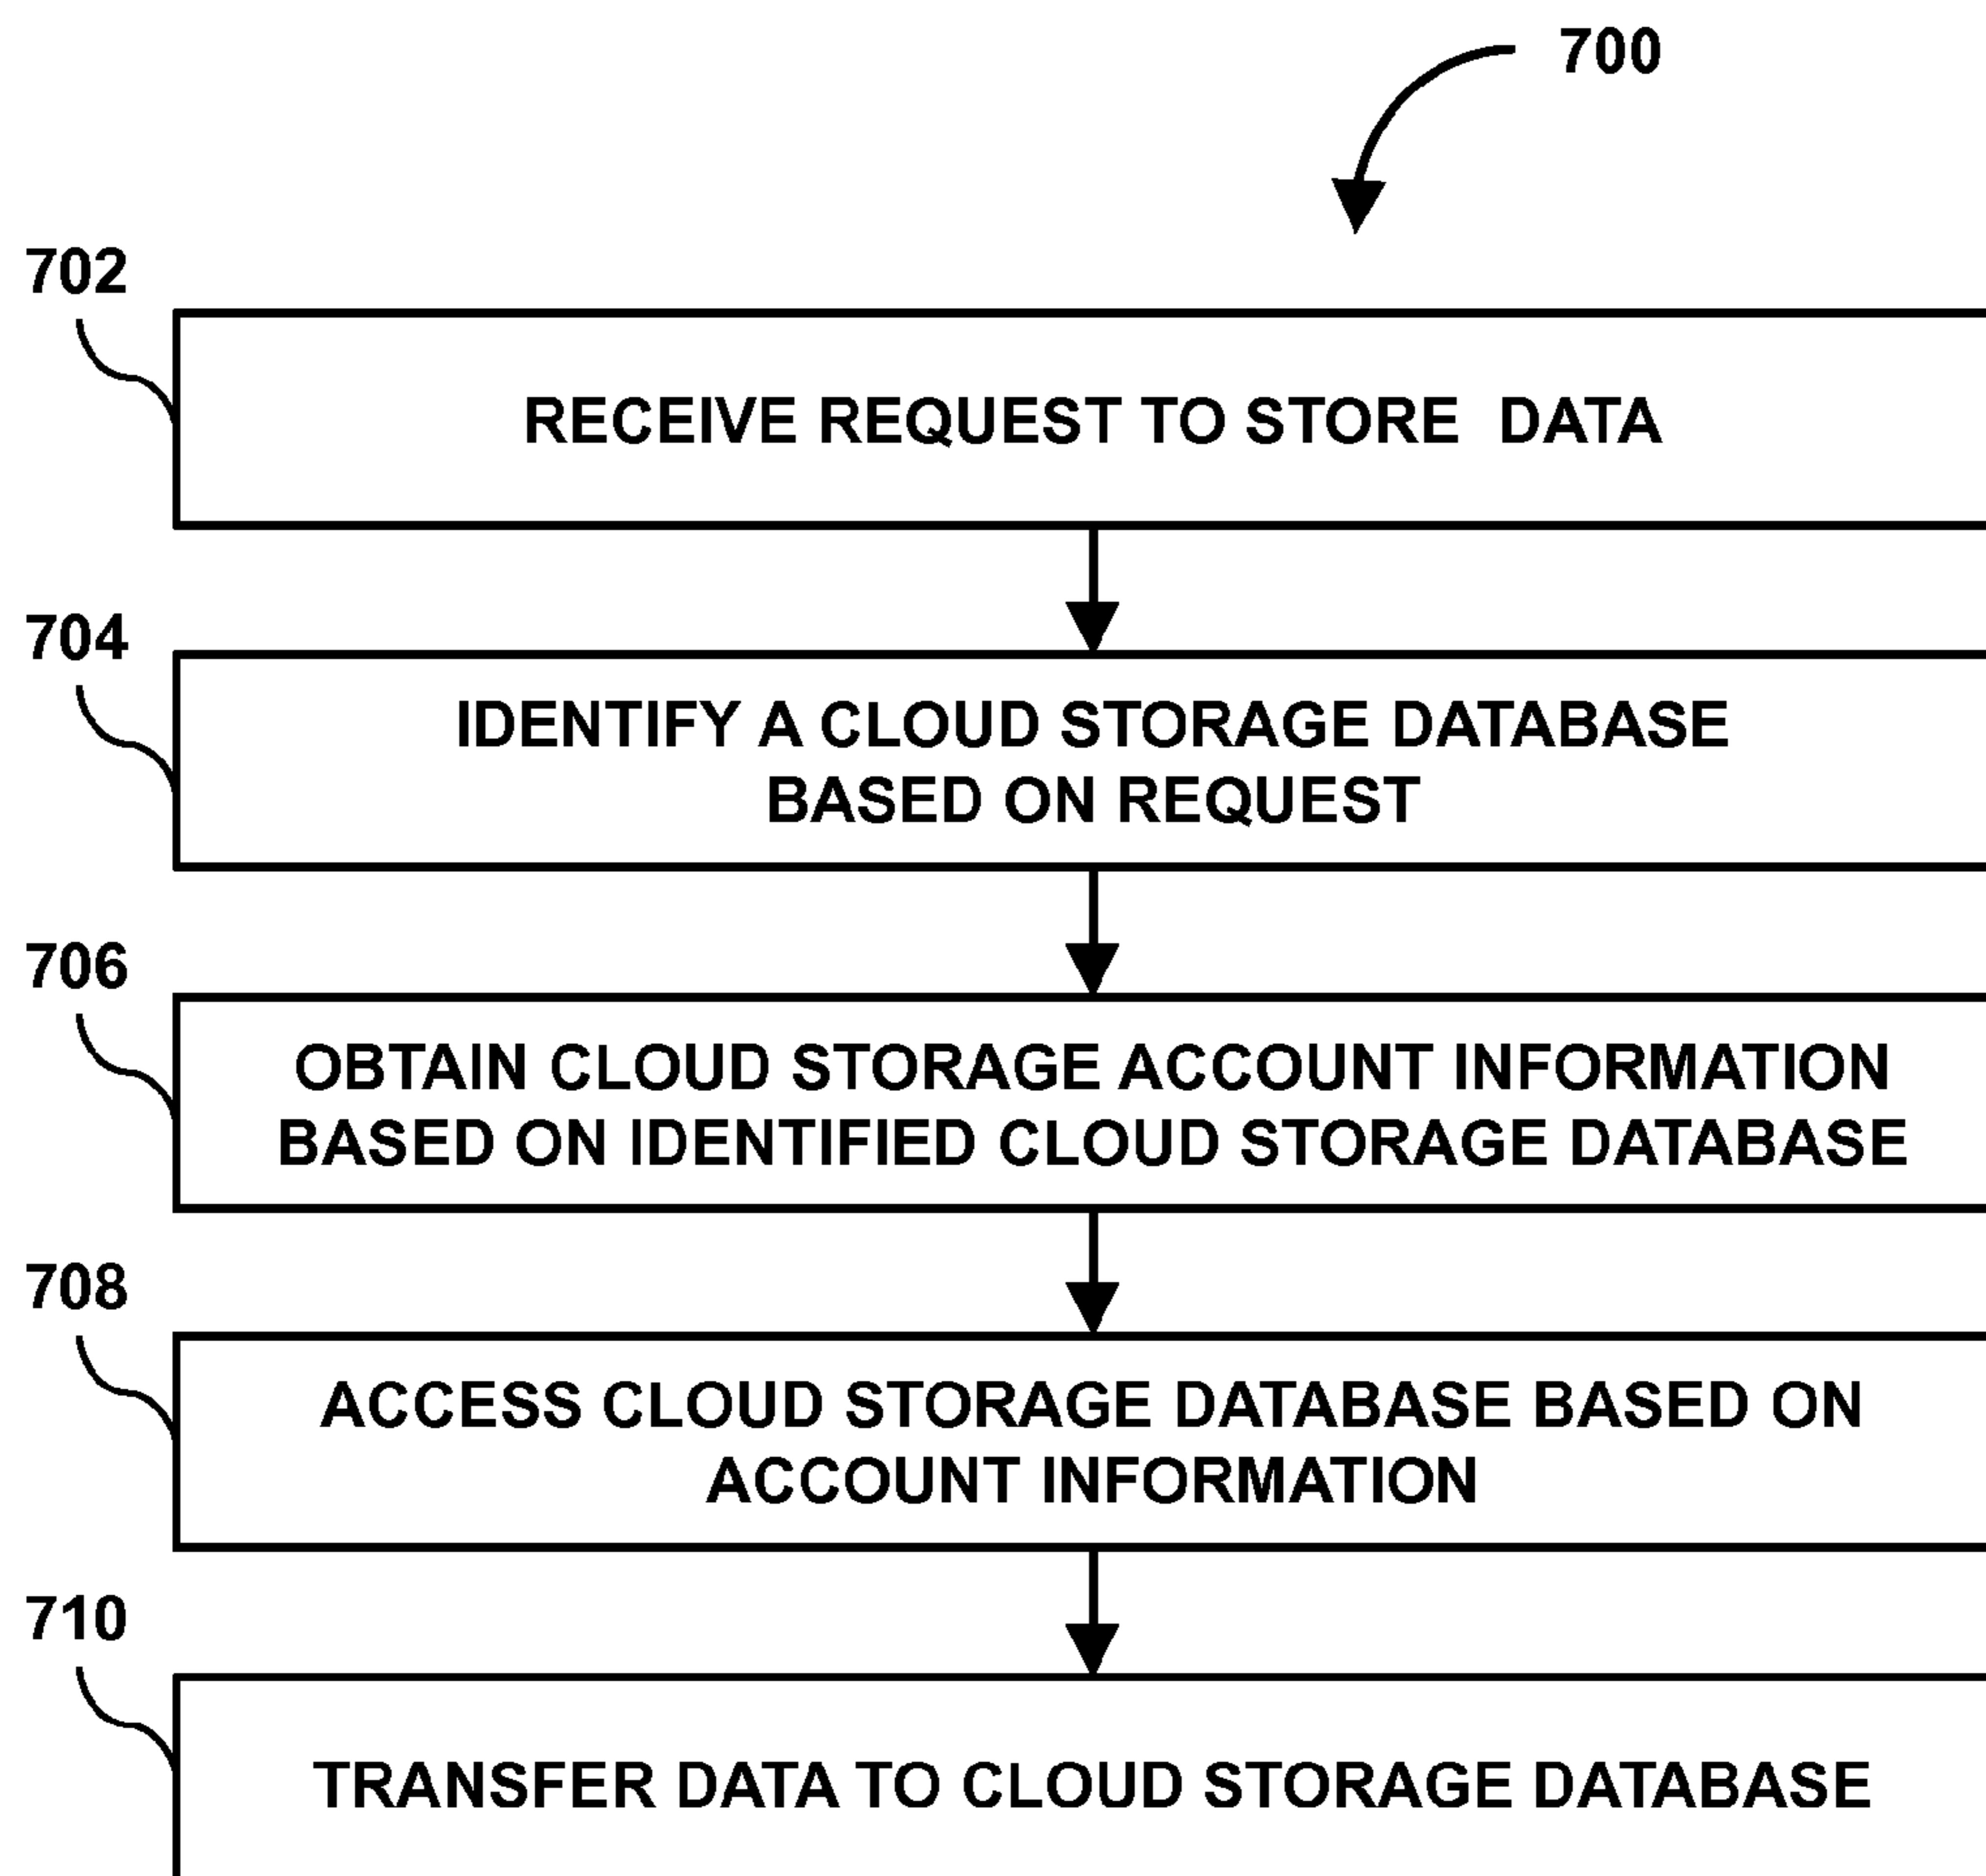 700
702
RECEIVE REQUEST TO STORE DATA
704
IDENTIFY A CLOUD STORAGE DATABASE
BASED ON REQUEST
706
OBTAIN CLOUD STORAGE ACCOUNT INFORMATION
BASED ON IDENTIFIED CLOUD STORAGE DATABASE
708
ACCESS CLOUD STORAGE DATABASE BASED ON
ACCOUNT INFORMATION
710
TRANSFER DATA TO CLOUD STORAGE DATABASE